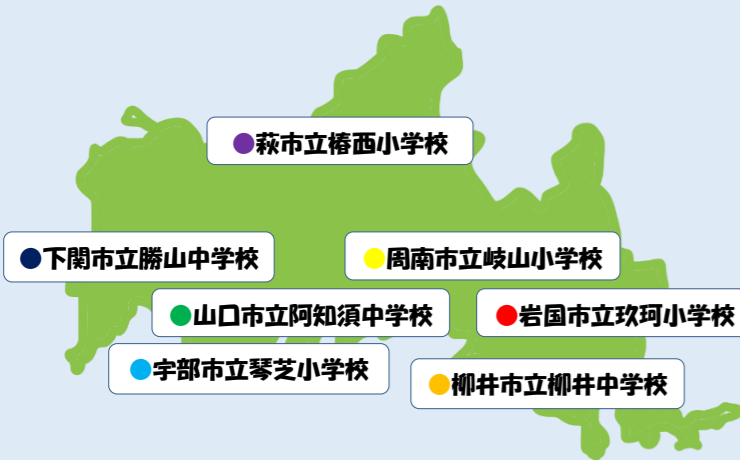 ●萩市立椿西小学校
●下関市立勝山中学校
●周南市立岐山小学校
●山口市立阿知須中学校
●岩国市立玖珂小学校
●宇部市立琴芝小学校
●柳井市立柳井中学校